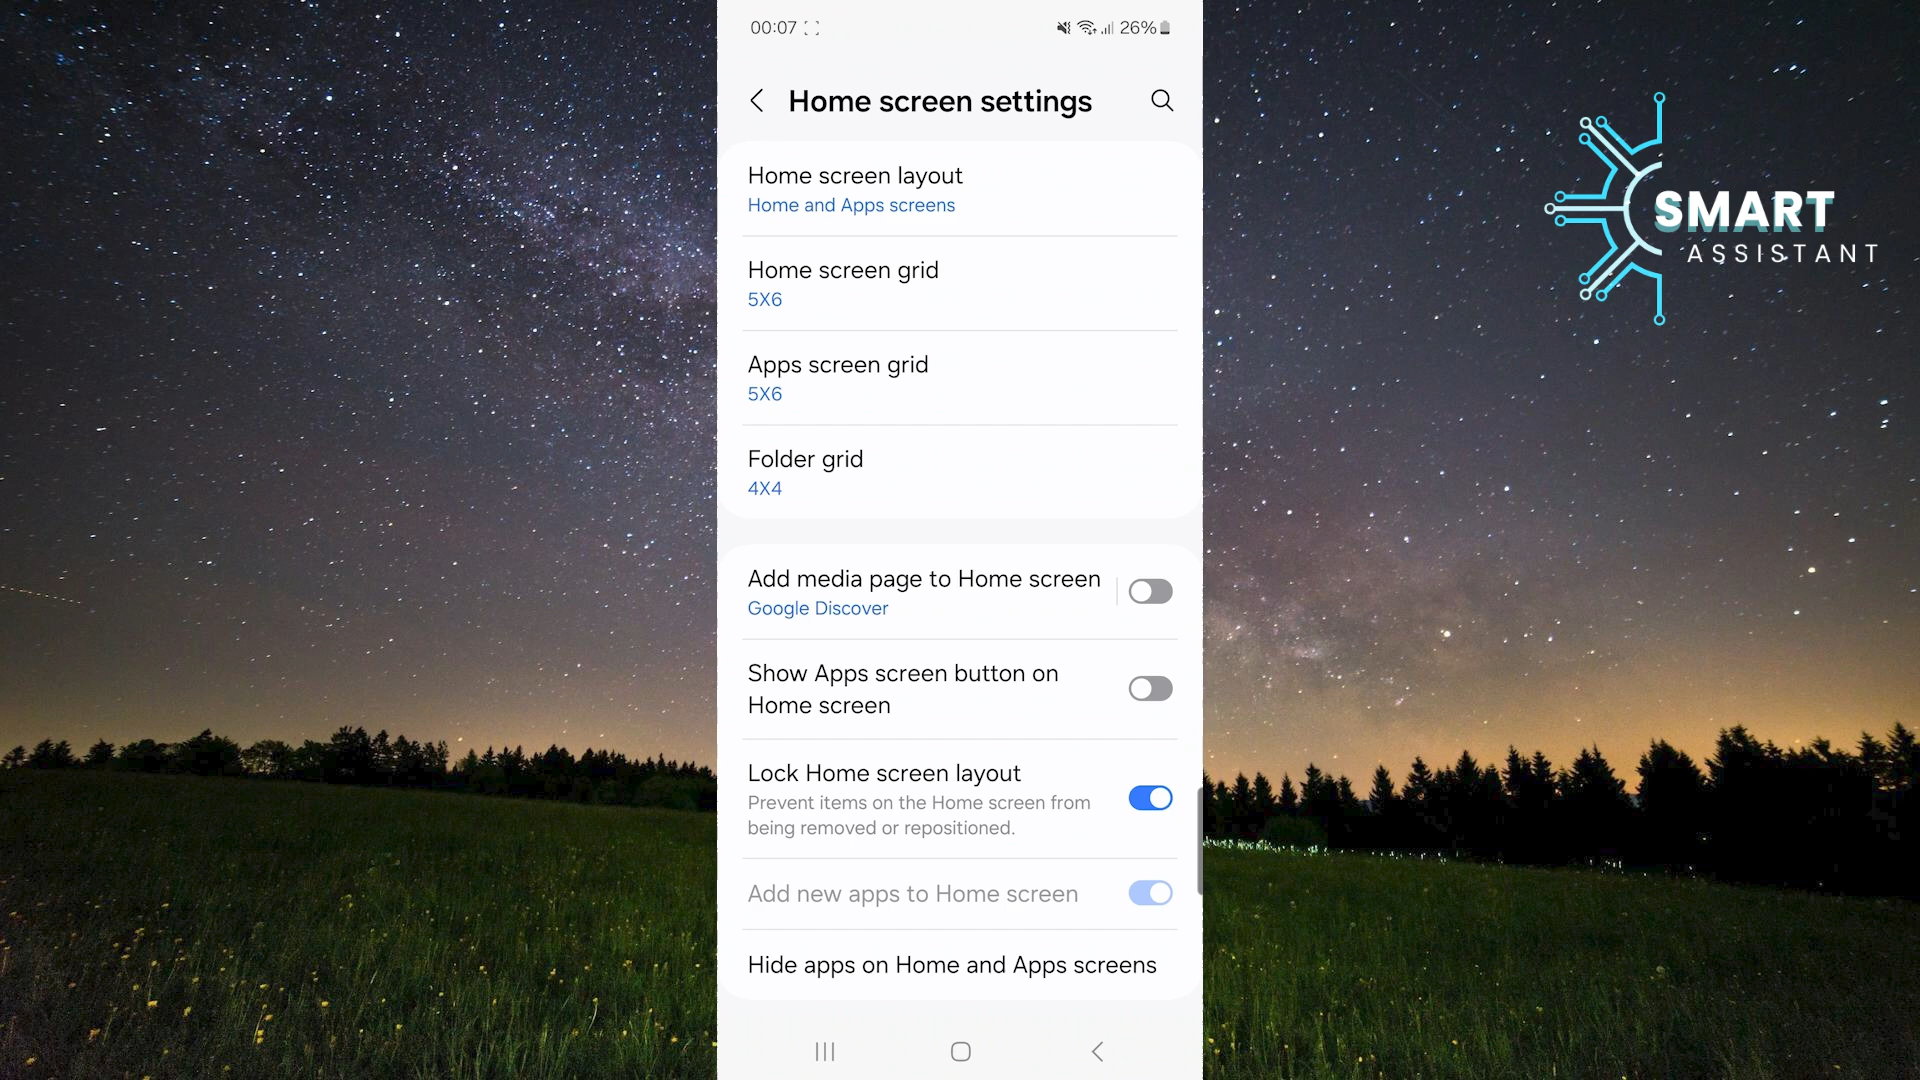 00:07
26%
Home screen settings
Home screen layout
Home and Apps screens
Home screen grid
5X6
Apps screen grid
5X6
Folder grid
4X4
Add media page to Home screen
Google Discover
Show Apps screen button on
Home screen
Lock Home screen layout
Prevent items on the Home screen from
being removed or repositioned.
Add new apps to Home screen
Hide apps on Home and Apps screens
SMART
ASSISTANT